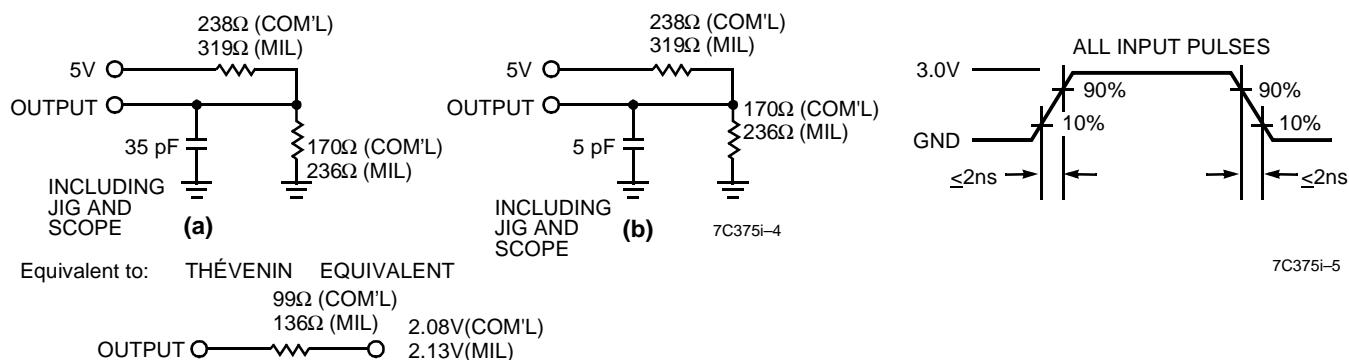 238Ω (COM'L)
319Ω (MIL)
5V
OUTPUT
35 pF
170Ω (COM'L)
236Ω (MIL)
INCLUDING
JIG AND
SCOPE
(a)
238Ω (COM'L)
319Ω (MIL)
5V
OUTPUT
5 pF
170Ω (COM'L)
236Ω (MIL)
INCLUDING
JIG AND
SCOPE
(b)
7C375i–4
ALL INPUT PULSES
3.0V
90%
90%
10%
10%
GND
≤2ns
≤2ns
7C375i–5
Equivalent to: THÉVENIN EQUIVALENT
99Ω (COM'L)
136Ω (MIL)
2.08V(COM'L)
2.13V(MIL)
OUTPUT